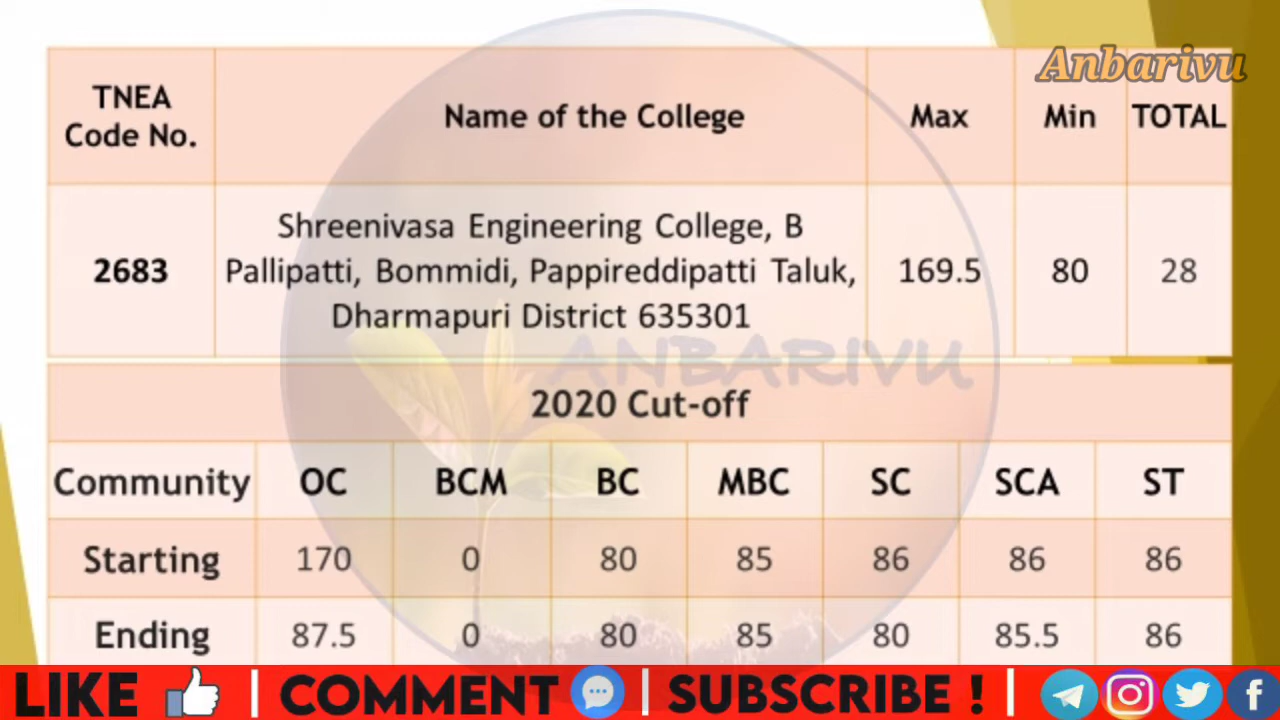 Anbarivu
TNEA
Code No.
Name of the College
Max
Min
TOTAL
2683
Shreenivasa Engineering College, B
Pallipatti, Bommidi, Pappireddipatti Taluk,
Dharmapuri District 635301
169.5
80
28
ANBARIVU
2020 Cut-off
Community OC BCM BC MBC SC SCA ST
Starting 170 0 80 85 86 86 86
Ending 87.5 0 80 85 80 85.5 86
LIKE | COMMENT | SUBSCRIBE ! |